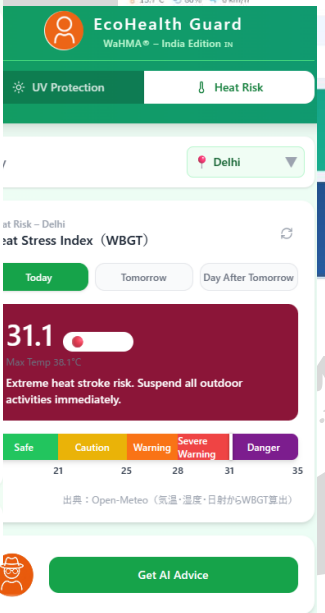 EcoHealth Guard
WaHMA® – India Edition IN
UV Protection
Heat Risk
Delhi
at Risk – Delhi
eat Stress Index（WBGT）
Today
Tomorrow
Day After Tomorrow
31.1
Max Temp 38.1°C
Extreme heat stroke risk. Suspend all outdoor
activities immediately.
Safe
Caution
Warning
Severe
Warning
Danger
21 25 28 31 35
出典：Open-Meteo（気温・湿度・日射からWBGT算出）
Get AI Advice